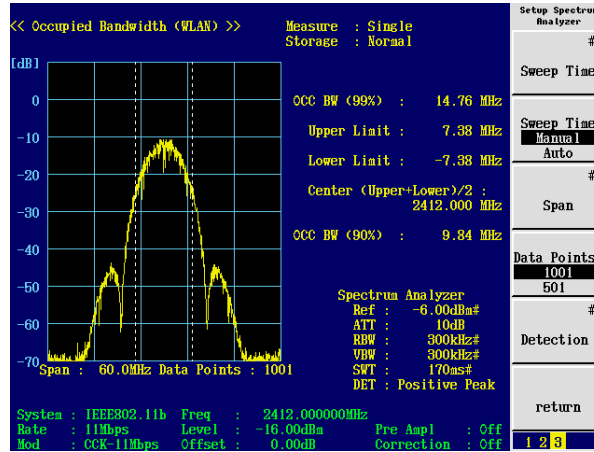 << Occupied Bandwidth (WLAN) >>
Measure : Single
Storage : Normal
[dB]
0
-10
-20
-30
-40
-50
-60
-70
Span : 60.0MHz Data Points : 1001
OCC BW (99%) : 14.76 MHz
Upper Limit : 7.38 MHz
Lower Limit : -7.38 MHz
Center (Upper+Lower)/2 :
2412.000 MHz
OCC BW (90%) : 9.84 MHz
Spectrum Analyzer
Ref : -6.00dBm#
ATT : 10dB
RBW : 300kHz#
VBW : 300kHz#
SWT : 170ms#
DET : Positive Peak
System : IEEE802.11b Freq : 2412.000000MHz
Rate : 11Mbps Level : -16.00dBm Pre Ampl : Off
Mod : CCK-11Mbps Offset : 0.00dB Correction : Off
Setup Spectrum
Analyzer
#
Sweep Time
Sweep Time
Manual
Auto
#
Span
Data Points
1001
501
#
Detection
return
1 2 3